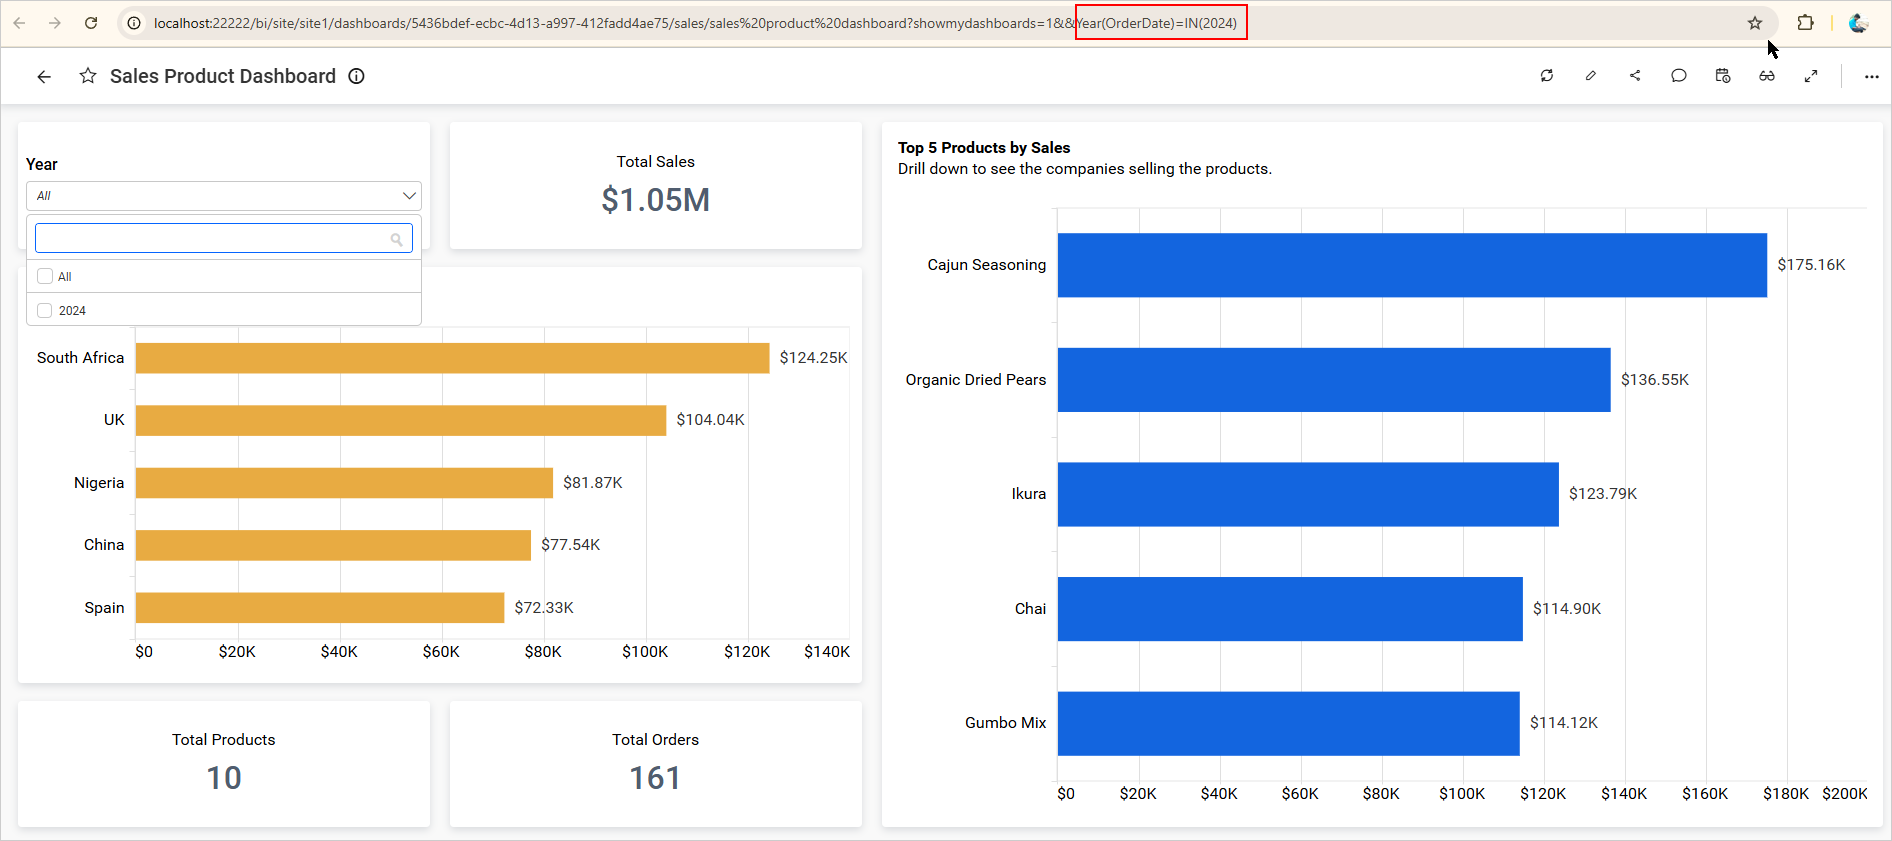 localhost:22222/bi/site/site1/dashboards/5436bdef-ecbc-4d13-a997-412fadd4ae75/sales/sales%20product%20dashboard?showmydashboards=1&&Year(OrderDate)=IN(2024)
Sales Product Dashboard
Year
All
All
2024
Total Sales
$1.05M
South Africa
$124.25K
UK
$104.04K
Nigeria
$81.87K
China
$77.54K
Spain
$72.33K
$0 $20K $40K $60K $80K $100K $120K $140K
Total Products
10
Total Orders
161
Top 5 Products by Sales
Drill down to see the companies selling the products.
Cajun Seasoning
$175.16K
Organic Dried Pears
$136.55K
Ikura
$123.79K
Chai
$114.90K
Gumbo Mix
$114.12K
$0 $20K $40K $60K $80K $100K $120K $140K $160K $180K $200K